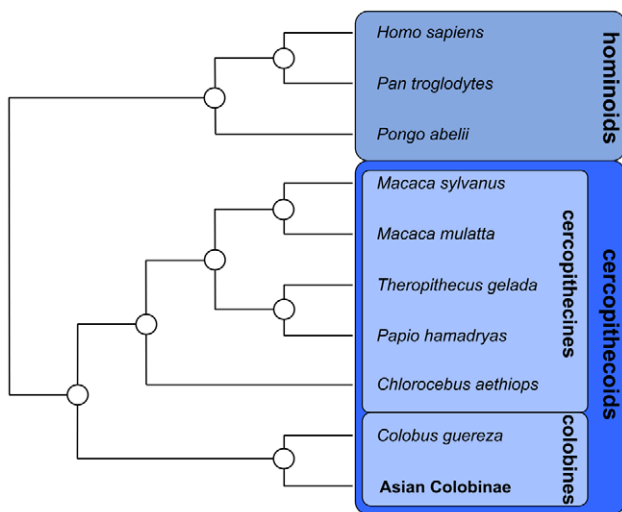 Homo sapiens
Pan troglodytes
Pongo abelii
hominoids
Macaca sylvanus
Macaca mulatta
Theropithecus gelada
Papio hamadryas
Chlorocebus aethiops
cercopithecines
Colobus guereza
Asian Colobinae
colobines
cercopithecoids